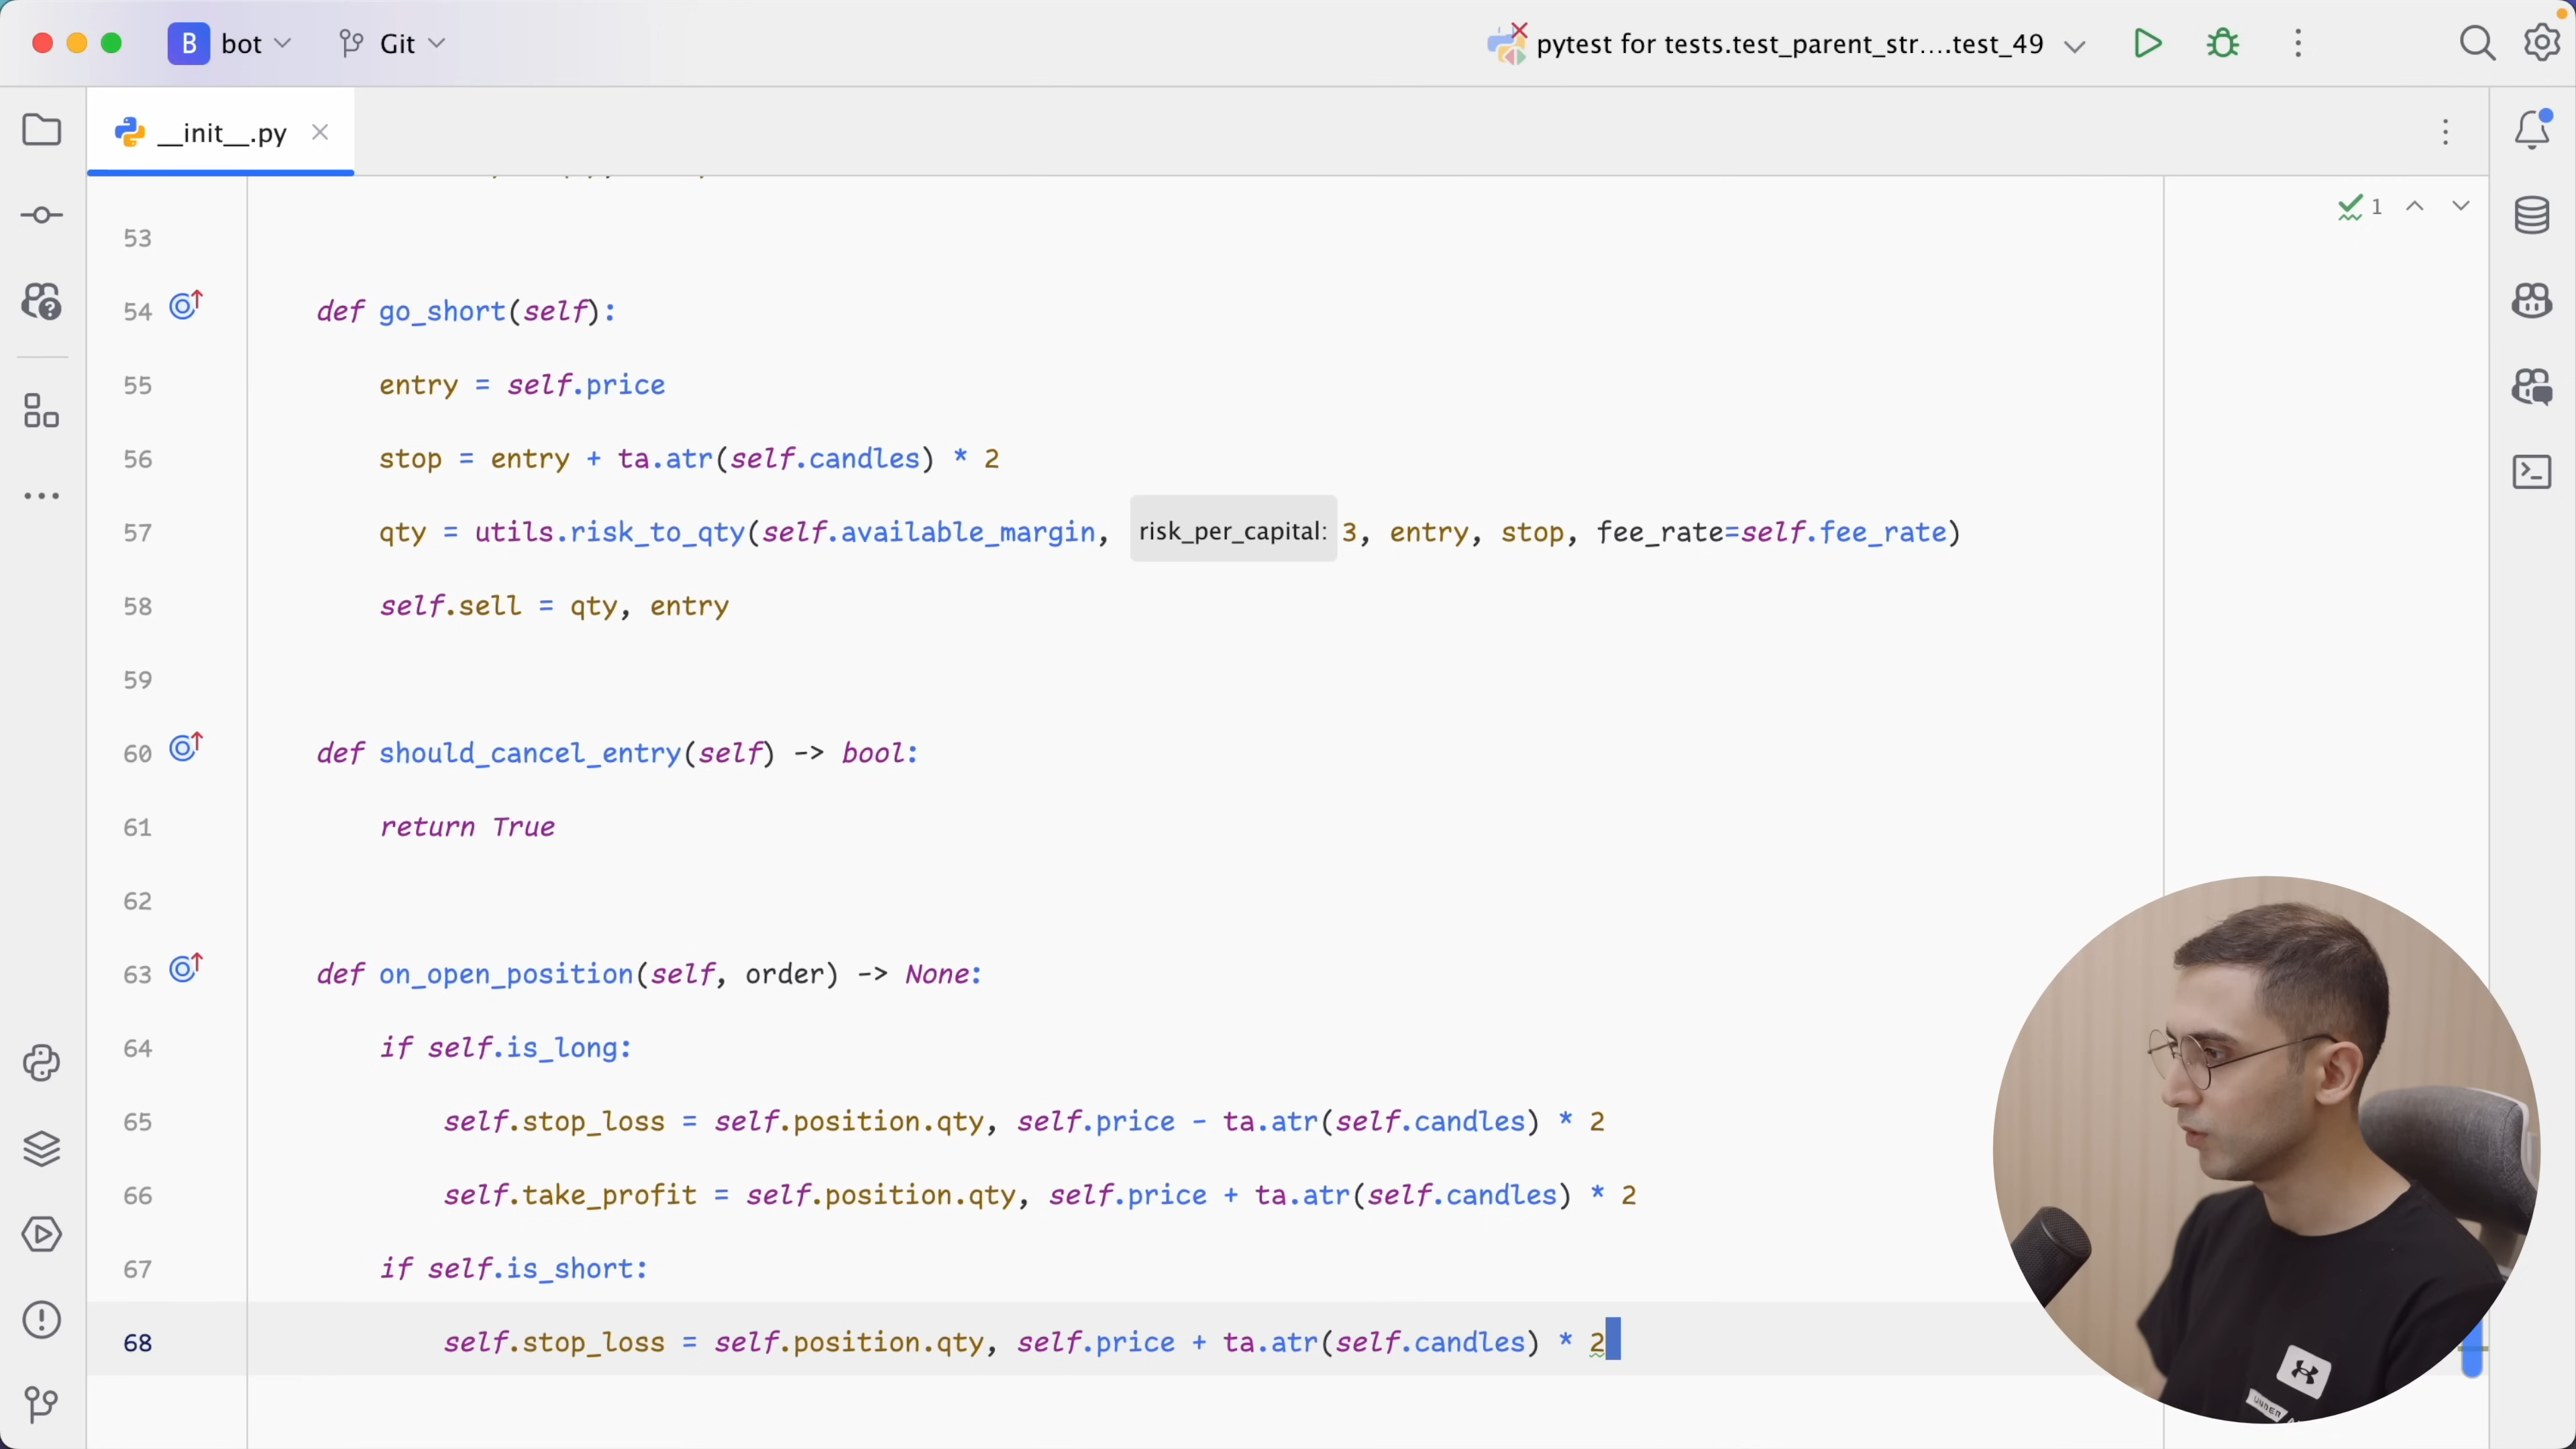 B bot Git pytest for tests.test_parent_str....test_49
__init__.py
1
53
54 def go_short(self):
55 entry = self.price
56 stop = entry + ta.atr(self.candles) * 2
57 qty = utils.risk_to_qty(self.available_margin, risk_per_capital: 3, entry, stop, fee_rate=self.fee_rate)
58 self.sell = qty, entry
59
60 def should_cancel_entry(self) -> bool:
61 return True
62
63 def on_open_position(self, order) -> None:
64 if self.is_long:
65 self.stop_loss = self.position.qty, self.price - ta.atr(self.candles) * 2
66 self.take_profit = self.position.qty, self.price + ta.atr(self.candles) * 2
67 if self.is_short:
68 self.stop_loss = self.position.qty, self.price + ta.atr(self.candles) * 2
UNDER